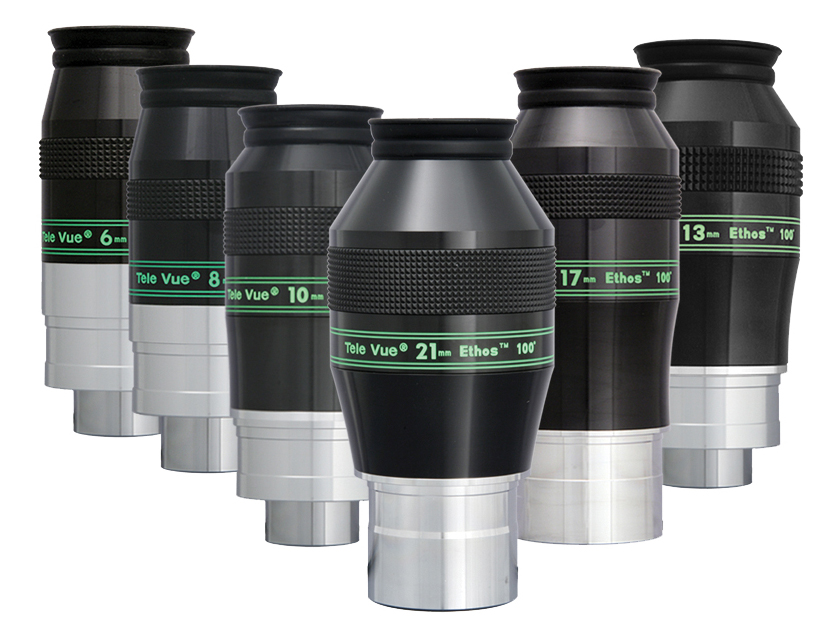 Tele Vue® 6mm
Tele Vue® 8
Tele Vue® 10mm
Tele Vue® 21mm Ethos™ 100°
17mm Ethos™ 100°
13mm Ethos™ 100°